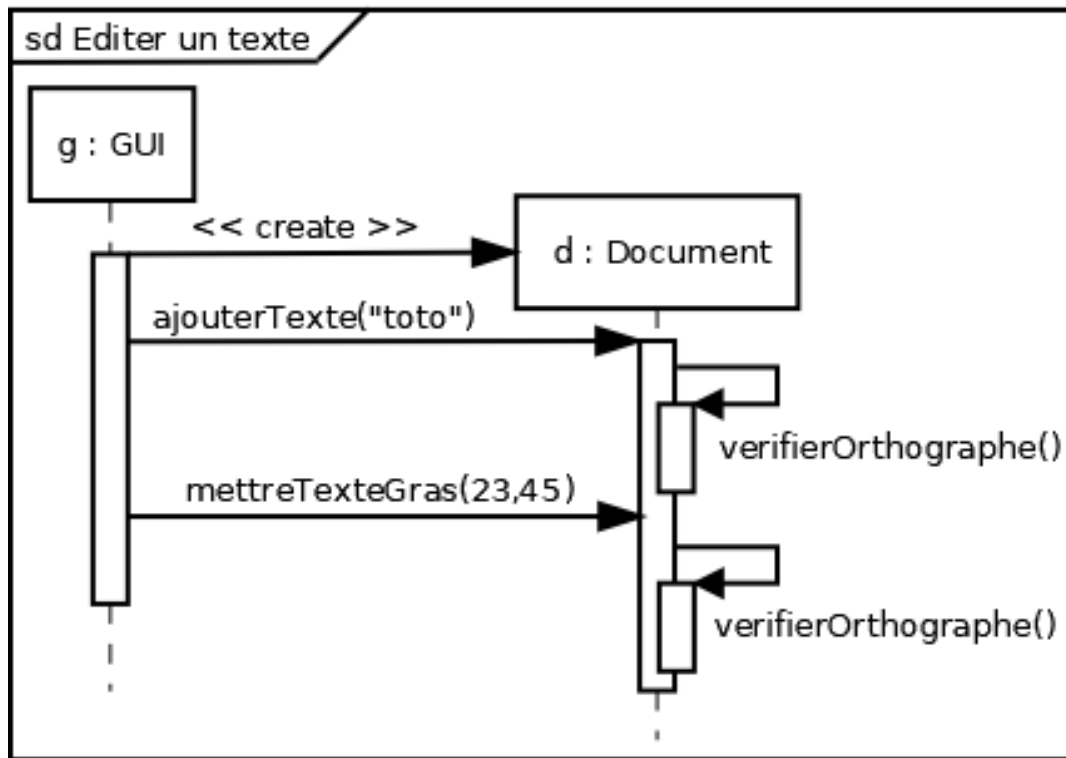 sd Editer un texte
g : GUI
<< create >>
d : Document
ajouterTexte("toto")
verifierOrthographe()
mettreTexteGras(23,45)
verifierOrthographe()